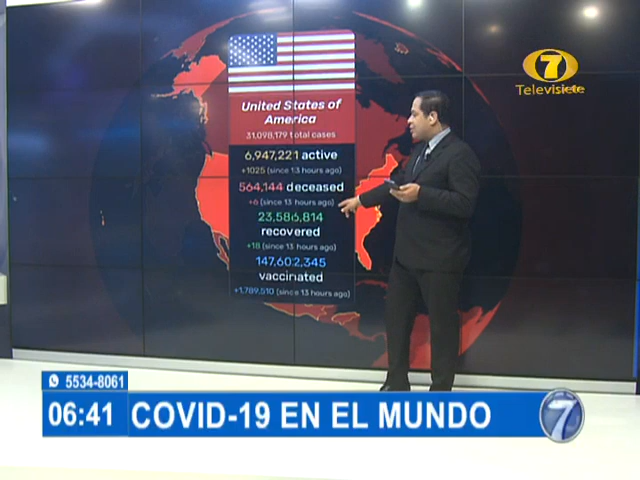 7
Televisiete
United States of
America
31,098,179 total cases
6,947,221 active
+1025 (since 13 hours ago)
564,144 deceased
+6 (since 13 hours ago)
23,586,814
recovered
+18 (since 13 hours ago)
147,602,345
vaccinated
+1,789,510 (since 13 hours ago)
5534-8061
06:41 COVID-19 EN EL MUNDO 7